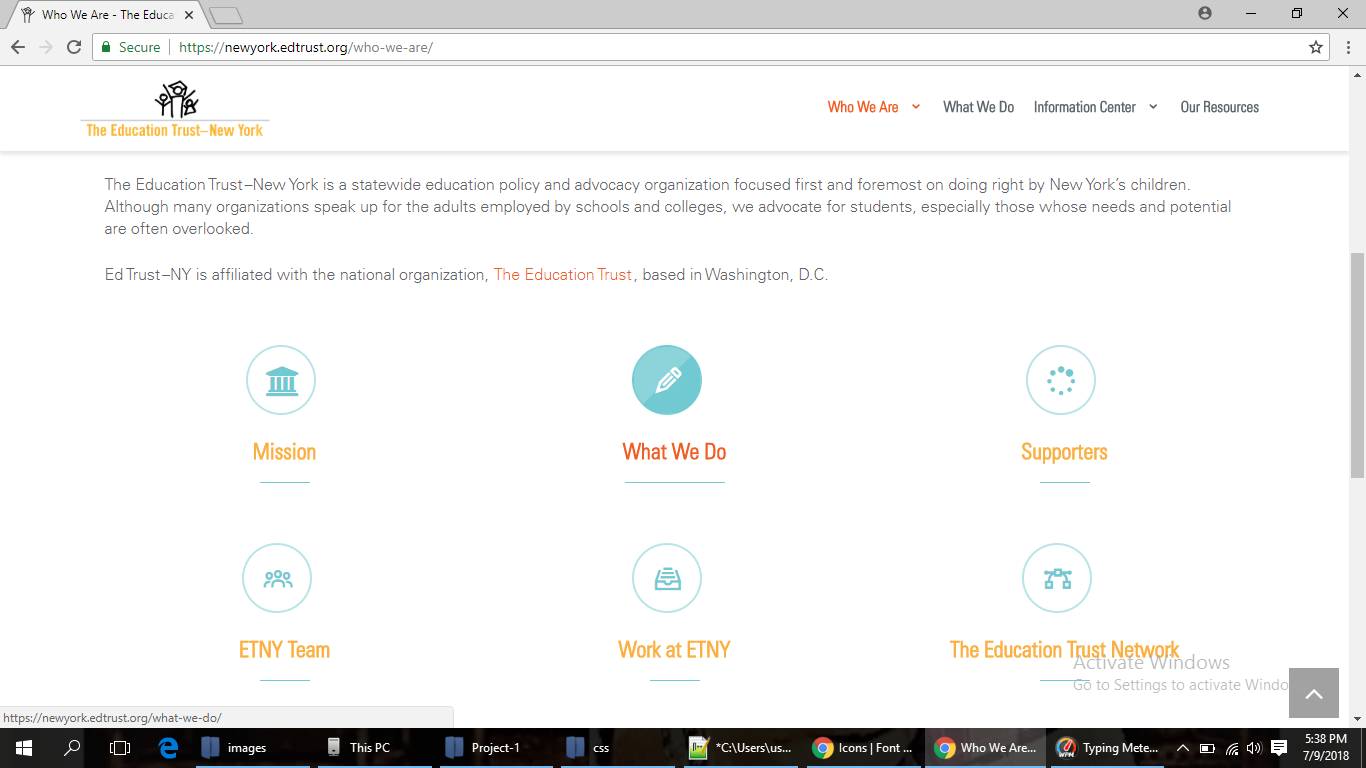 Who We Are - The Educa
Secure https://newyork.edtrust.org/who-we-are/
The Education Trust–New York
Who We Are What We Do Information Center Our Resources
The Education Trust–New York is a statewide education policy and advocacy organization focused first and foremost on doing right by New York’s children.
Although many organizations speak up for the adults employed by schools and colleges, we advocate for students, especially those whose needs and potential
are often overlooked.
Ed Trust–NY is affiliated with the national organization, The Education Trust, based in Washington, D.C.
Mission What We Do Supporters
ETNY Team Work at ETNY The Education Trust Network
Activate Windows
Go to Settings to activate Windo
https://newyork.edtrust.org/what-we-do/
images This PC Project-1 css *C:\Users\us... Icons | Font ... Who We Are... WPM Typing Mete... 5:38 PM
7/9/2018